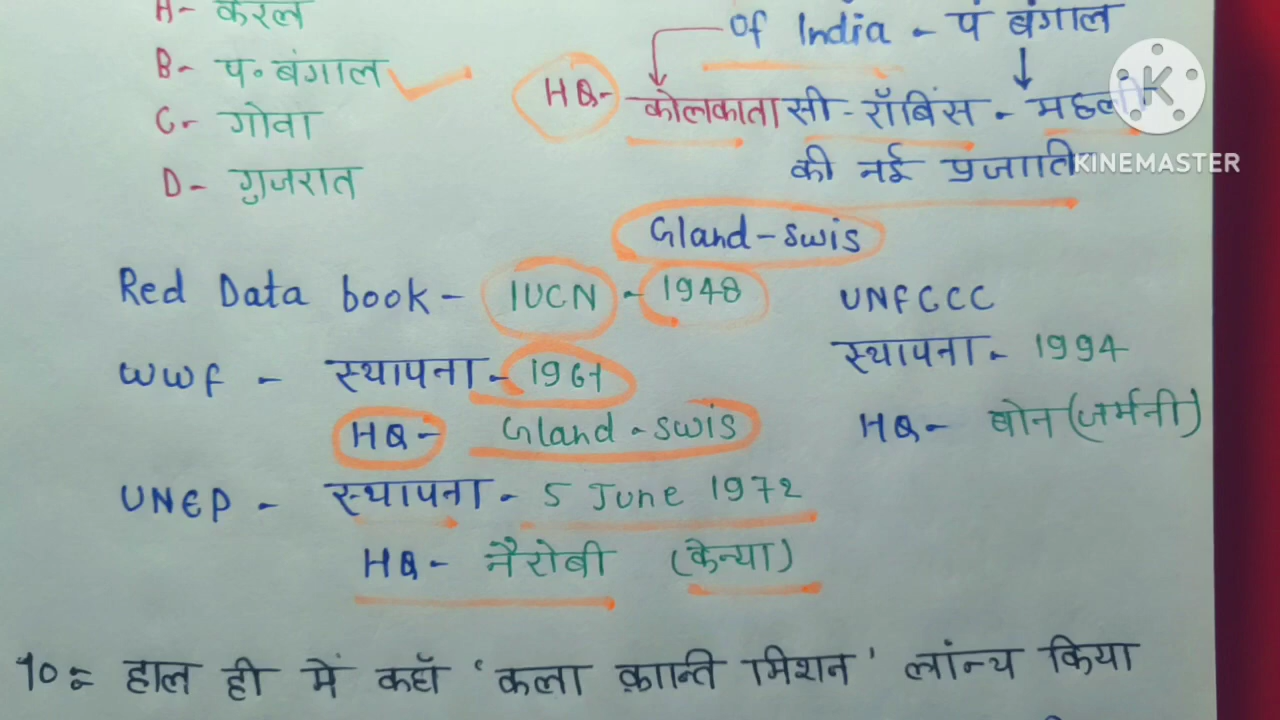 A- केरल
B- प॰ बंगाल
C- गोवा
D- गुजरात
Of India - पं बंगाल
HQ- कोलकाता सी - रॉबिंस - मछली
की नई प्रजाति
KINEMASTER
Gland-swis
Red Data book - IUCN - 1948
WWF - स्थापना - 1961
HQ- Gland-swis
UNEP - स्थापना - 5 June 1972
HQ- नैरोबी (केन्या)
UNFCCC
स्थापना - 1994
HQ- बोन (जर्मनी)
10= हाल ही में कहाँ 'कला क्रान्ति मिशन' लांन्च किया